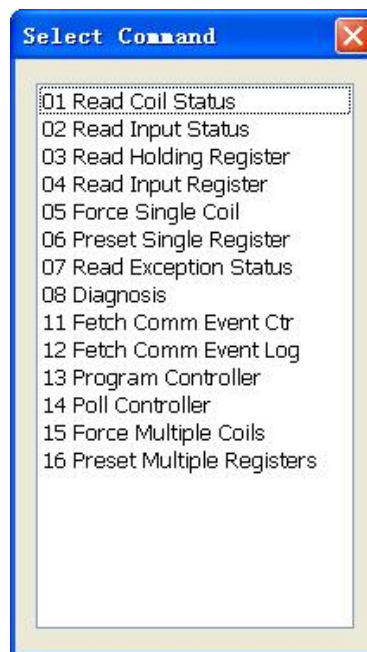 Select Command
01 Read Coil Status
02 Read Input Status
03 Read Holding Register
04 Read Input Register
05 Force Single Coil
06 Preset Single Register
07 Read Exception Status
08 Diagnosis
11 Fetch Comm Event Ctr
12 Fetch Comm Event Log
13 Program Controller
14 Poll Controller
15 Force Multiple Coils
16 Preset Multiple Registers